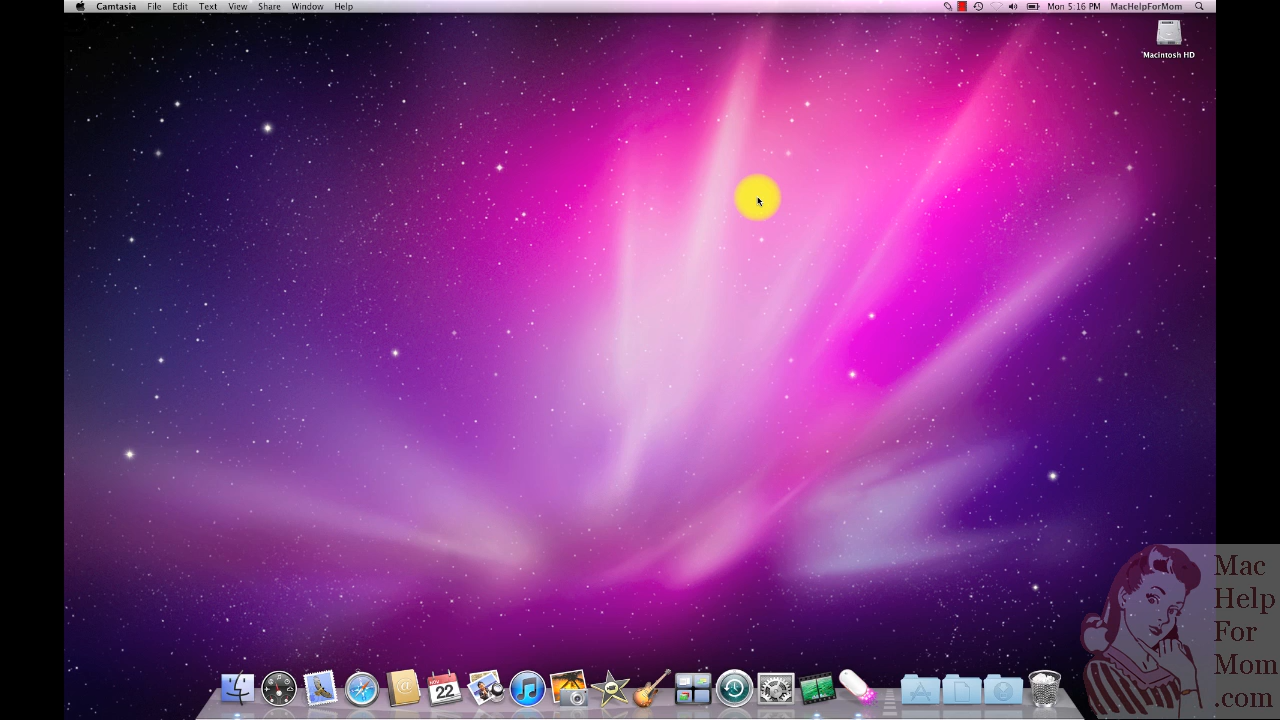 Camtasia File Edit Text View Share Window Help Mon 5:16 PM MacHelpForMom
Macintosh HD
NOV
22
Mac
Help
For
Mom
.com